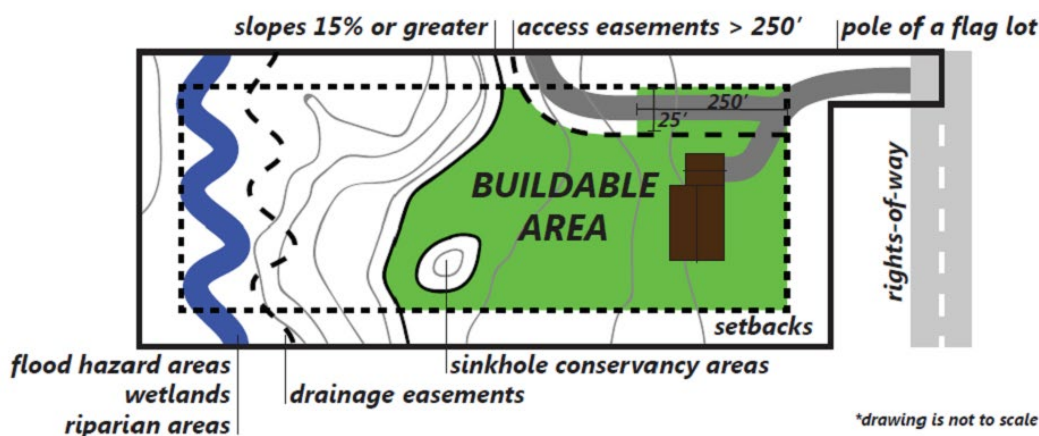 slopes 15% or greater
access easements > 250’
pole of a flag lot
250’
25’
BUILDABLE
AREA
rights-of-way
setbacks
flood hazard areas
wetlands
riparian areas
drainage easements
sinkhole conservancy areas
*drawing is not to scale